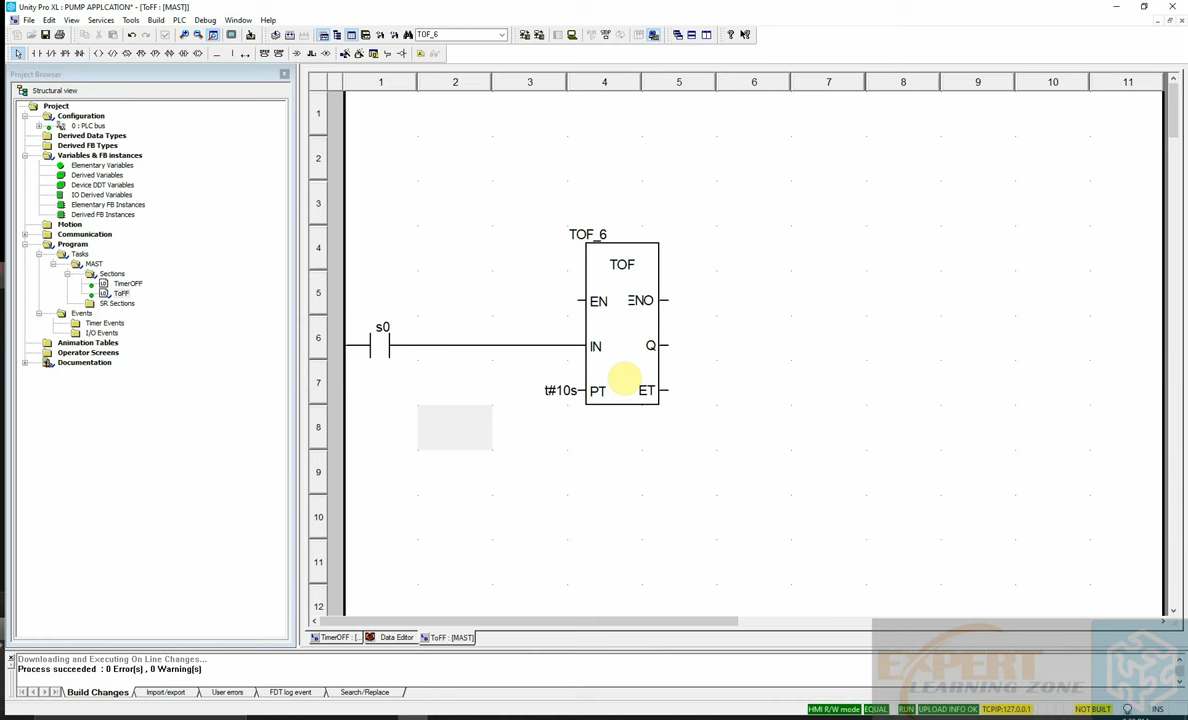 Unity Pro XL : PUMP APPLCATION* - [ToFF : [MAST]]
File Edit View Services Tools Build PLC Debug Window Help
TOF_6
Project Browser
Structural view
Project
Configuration
0 : PLC bus
Derived Data Types
Derived FB Types
Variables & FB instances
Elementary Variables
Derived Variables
Device DDT Variables
IO Derived Variables
Elementary FB Instances
Derived FB Instances
Motion
Communication
Program
Tasks
MAST
Sections
TimerOFF
ToFF
SR Sections
Events
Timer Events
I/O Events
Animation Tables
Operator Screens
Documentation
1 2 3 4 5 6 7 8 9 10 11
1
2
3
4
5
6
7
8
9
10
11
12
TOF_6
TOF
EN ENO
s0
IN Q
t#10s PT ET
TimerOFF : [... Data Editor ToFF : [MAST]
Downloading and Executing On Line Changes...
Process succeeded : 0 Error(s) , 0 Warning(s)
Build Changes Import/export User errors FDT log event Search/Replace
EXPERT
LEARNING ZONE
HMI R/W mode EQUAL RUN UPLOAD INFO OK TCPIP:127.0.0.1 NOT BUILT INS